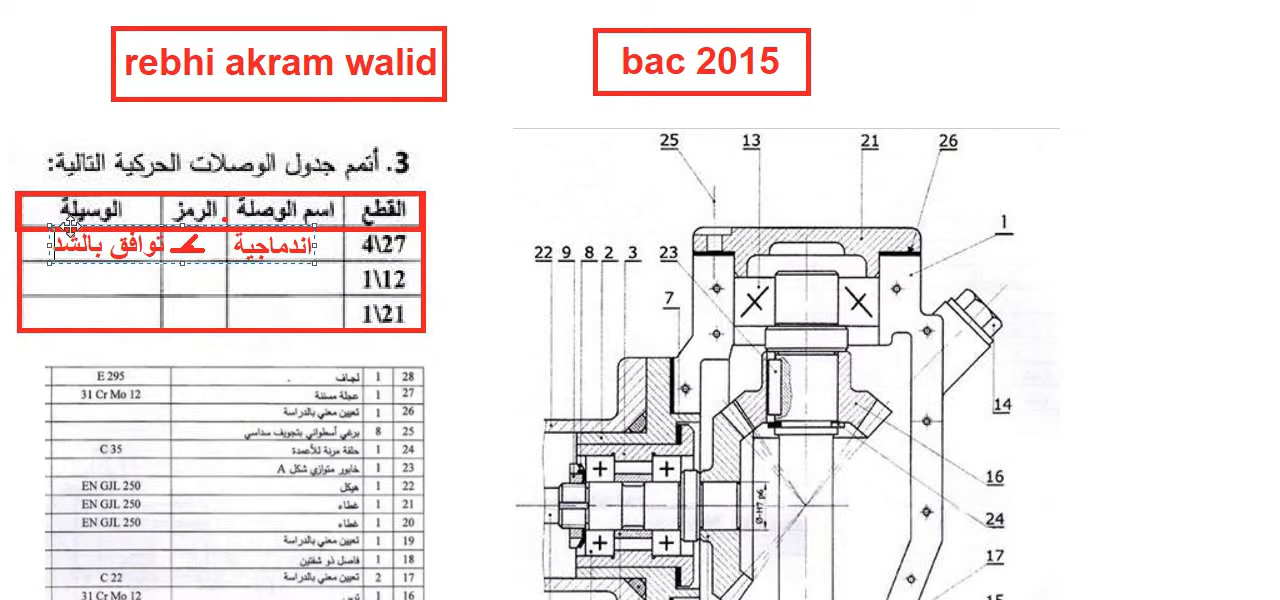 rebhi akram walid
bac 2015
3. أتمم جدول الوصلات الحركية التالية:
القطع اسم الوصلة الرمز الوسيلة
27\4 اندماجية توافق بالشد
12\1
21\1
28 1 لجاف E 295
27 1 عجلة مسننة 31 Cr Mo 12
26 1 تعيين معني بالدراسة
25 8 برغي أسطواني بتجويف سداسي
24 1 حلقة مرنة للأعمدة C 35
23 1 خابور متوازي شكل A
22 1 هيكل EN GJL 250
21 1 غطاء EN GJL 250
20 1 غطاء EN GJL 250
19 1 تعيين معني بالدراسة
18 1 فاصل ذو شفتين
17 2 تعيين معني بالدراسة C 22
16 1 ترس 31 Cr Mo 12
25 13 21 26
1
22 9 8 2 3 23
7
14
16
Ø-H7 p6
24
17
15